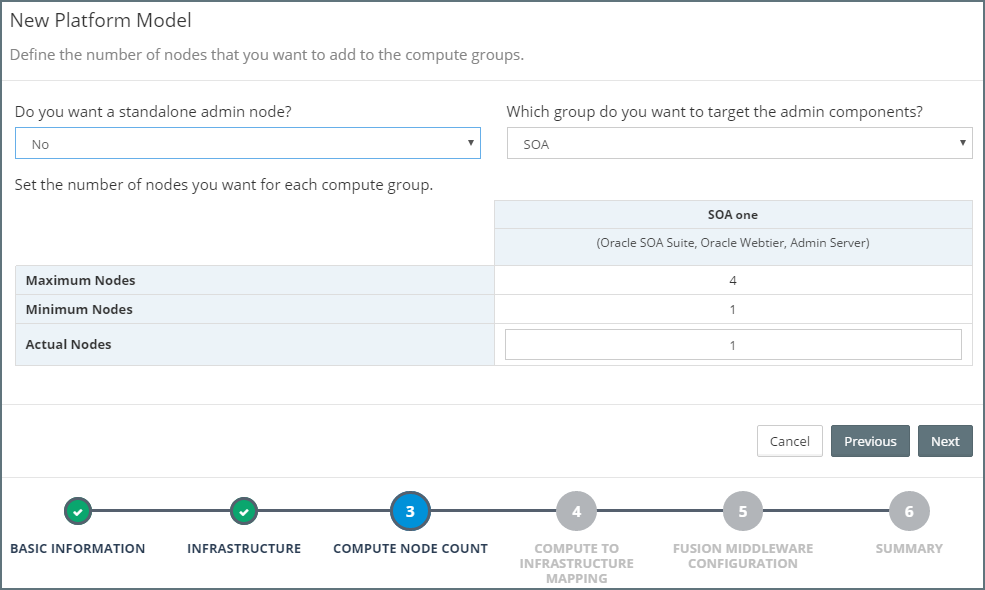 New Platform Model
Define the number of nodes that you want to add to the compute groups.
Do you want a standalone admin node?
No
Which group do you want to target the admin components?
SOA
Set the number of nodes you want for each compute group.
SOA one
(Oracle SOA Suite, Oracle Webtier, Admin Server)
Maximum Nodes 4
Minimum Nodes 1
Actual Nodes 1
Cancel Previous Next
3 4 5 6
BASIC INFORMATION INFRASTRUCTURE COMPUTE NODE COUNT COMPUTE TO FUSION MIDDLEWARE SUMMARY
INFRASTRUCTURE CONFIGURATION
MAPPING